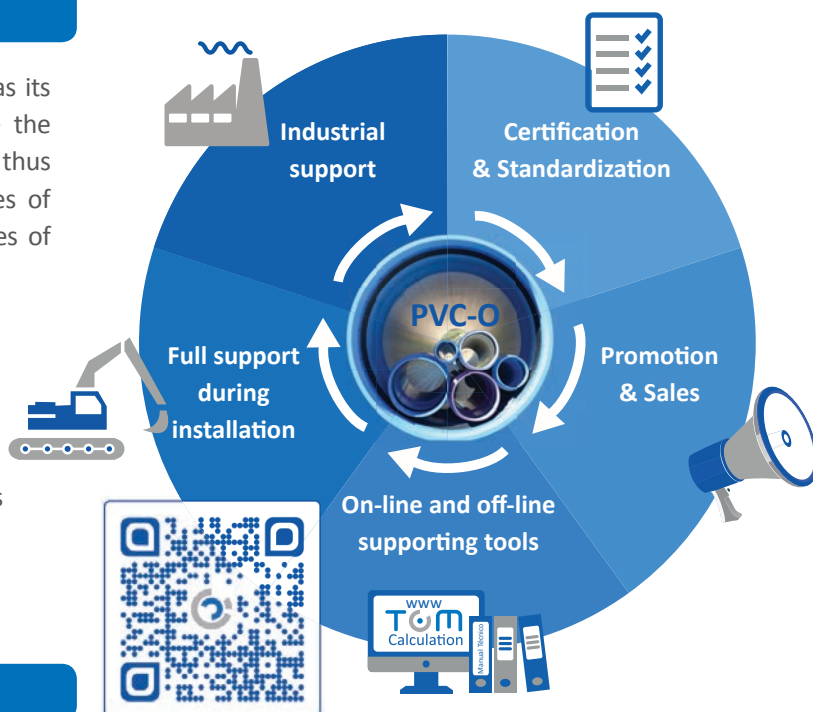 as its
the
thus
es of
es of
s
Industrial
support
Certification
& Standardization
PVC-O
Promotion
& Sales
Full support
during
installation
On-line and off-line
supporting tools
www
TOM
Calculation
Manual Técnico